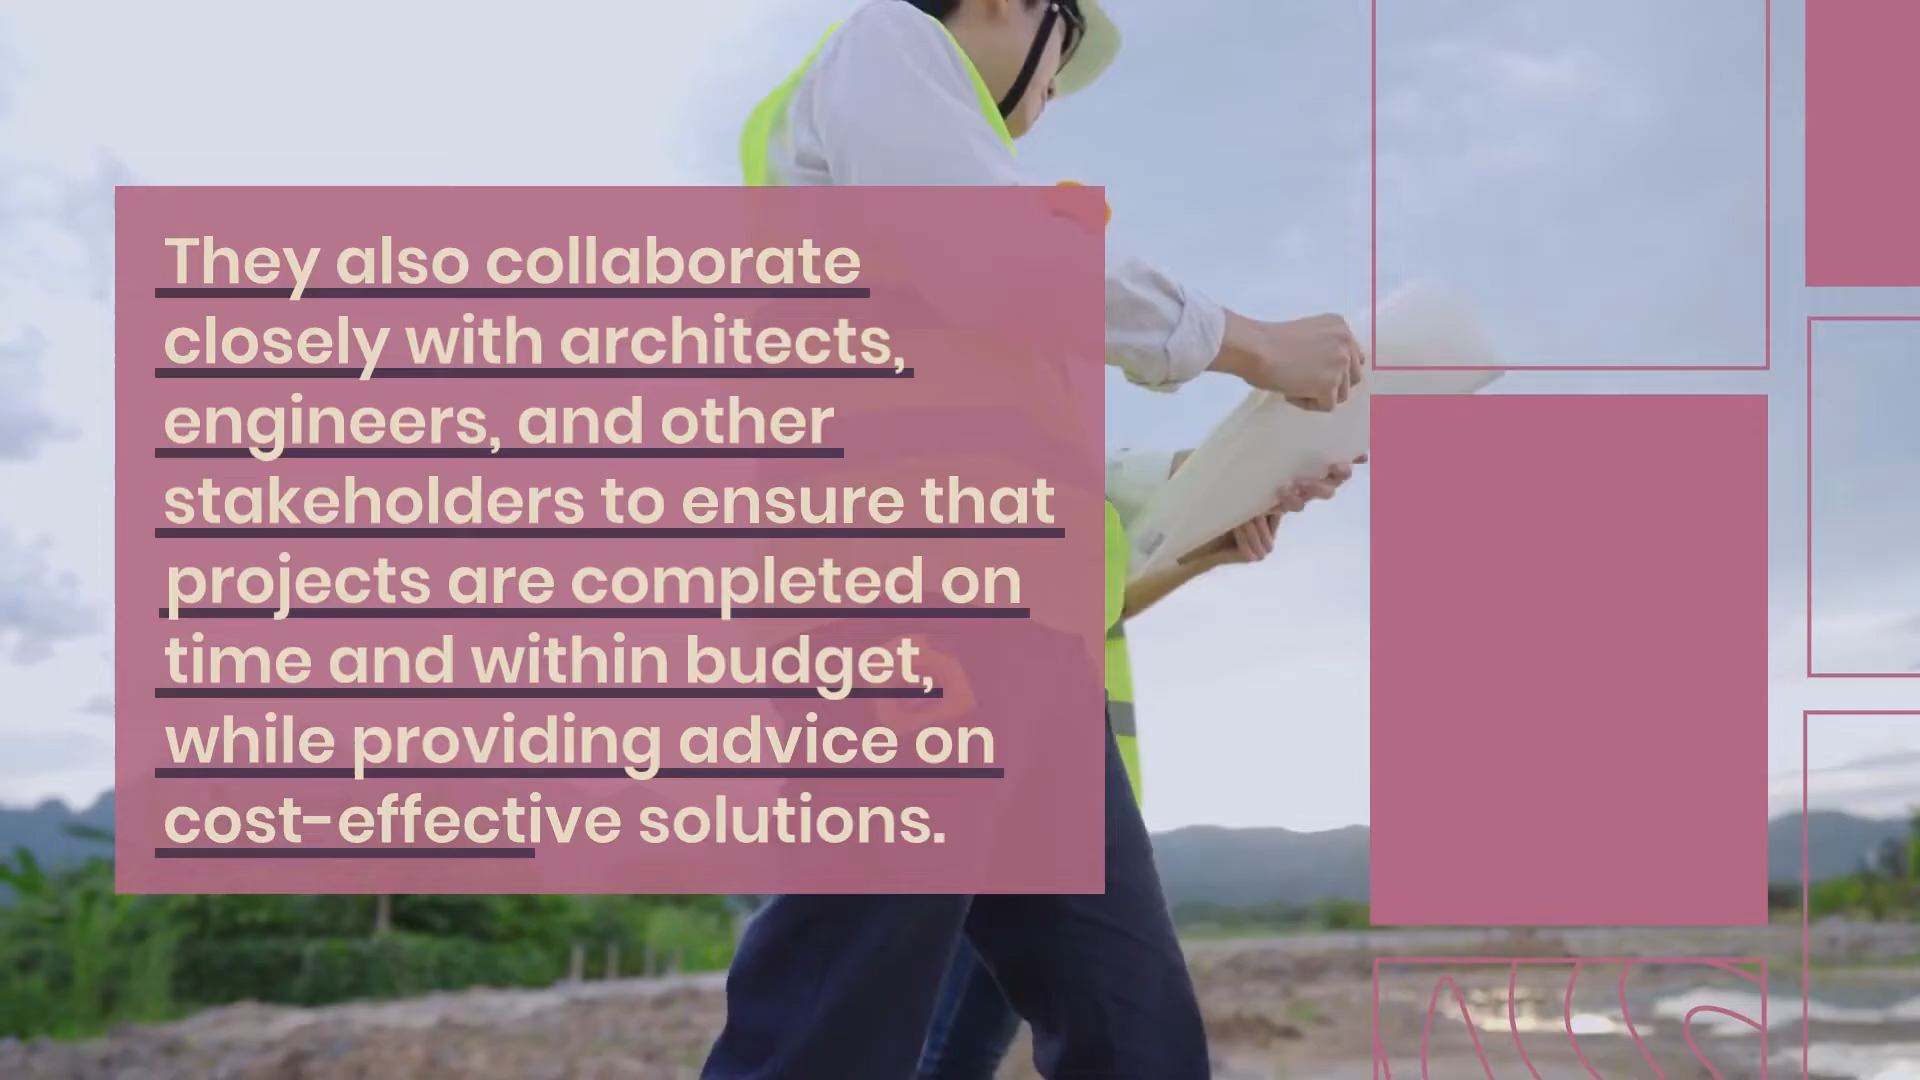 They also collaborate
closely with architects,
engineers, and other
stakeholders to ensure that
projects are completed on
time and within budget,
while providing advice on
cost-effective solutions.